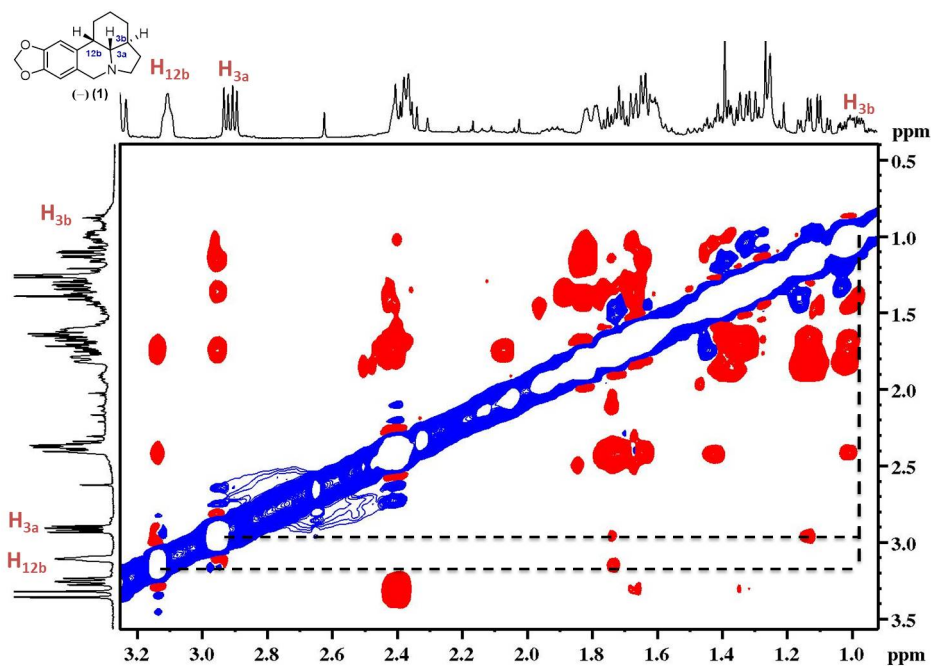 H H
3b
H
12b
3a
O
O
N
(−) (1)
H12b
H3a
H3b
ppm
ppm
H3b
H3a
H12b
0.5
1.0
1.5
2.0
2.5
3.0
3.5
3.2 3.0 2.8 2.6 2.4 2.2 2.0 1.8 1.6 1.4 1.2 1.0 ppm